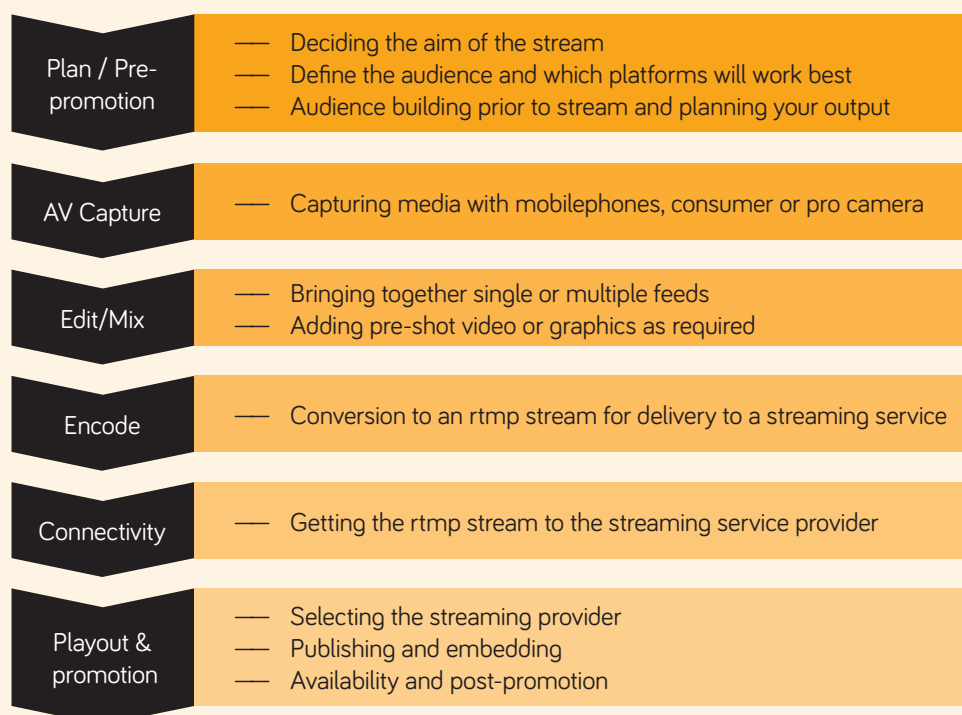 Plan / Pre-
promotion
—— Deciding the aim of the stream
—— Define the audience and which platforms will work best
—— Audience building prior to stream and planning your output
AV Capture
—— Capturing media with mobilephones, consumer or pro camera
Edit/Mix
—— Bringing together single or multiple feeds
—— Adding pre-shot video or graphics as required
Encode
—— Conversion to an rtmp stream for delivery to a streaming service
Connectivity
—— Getting the rtmp stream to the streaming service provider
Playout &
promotion
—— Selecting the streaming provider
—— Publishing and embedding
—— Availability and post-promotion